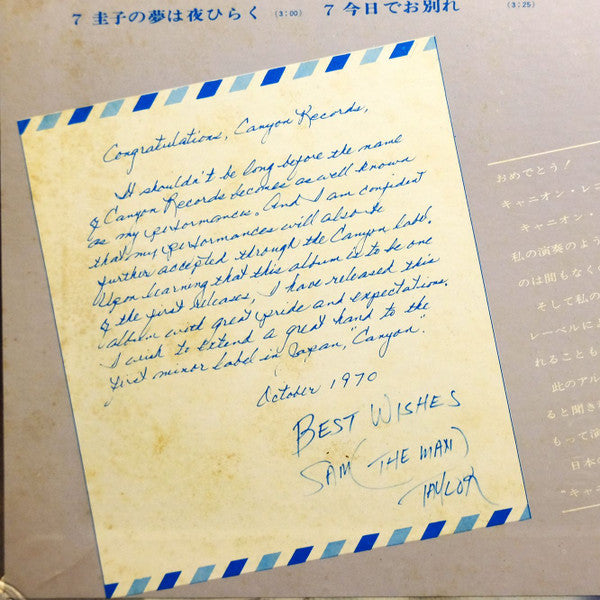 7 圭子の夢は夜ひらく (3:00) 7 今日でお別れ (3:25)
Congratulations, Canyon Records,
It shouldn't be long before the name
of Canyon Records becomes as well known
as my performances. And I am confident
that my performances will also be
further accepted through the Canyon label.
Upon learning that this album is to be one
of the first releases, I have released this
album with great pride and expectations.
I wish to extend a great hand to the
first minor label in Japan, "Canyon".
October 1970
BEST WISHES
SAM (THE MAN)
TAYLOR
おめでとう!
キャニオン・レコ
キャニオン・
私の演奏のよう
のは間もなくの
そして私の
レーベルによ
れることも
此のアル
ると聞き
もって演
日本の
"キャニ